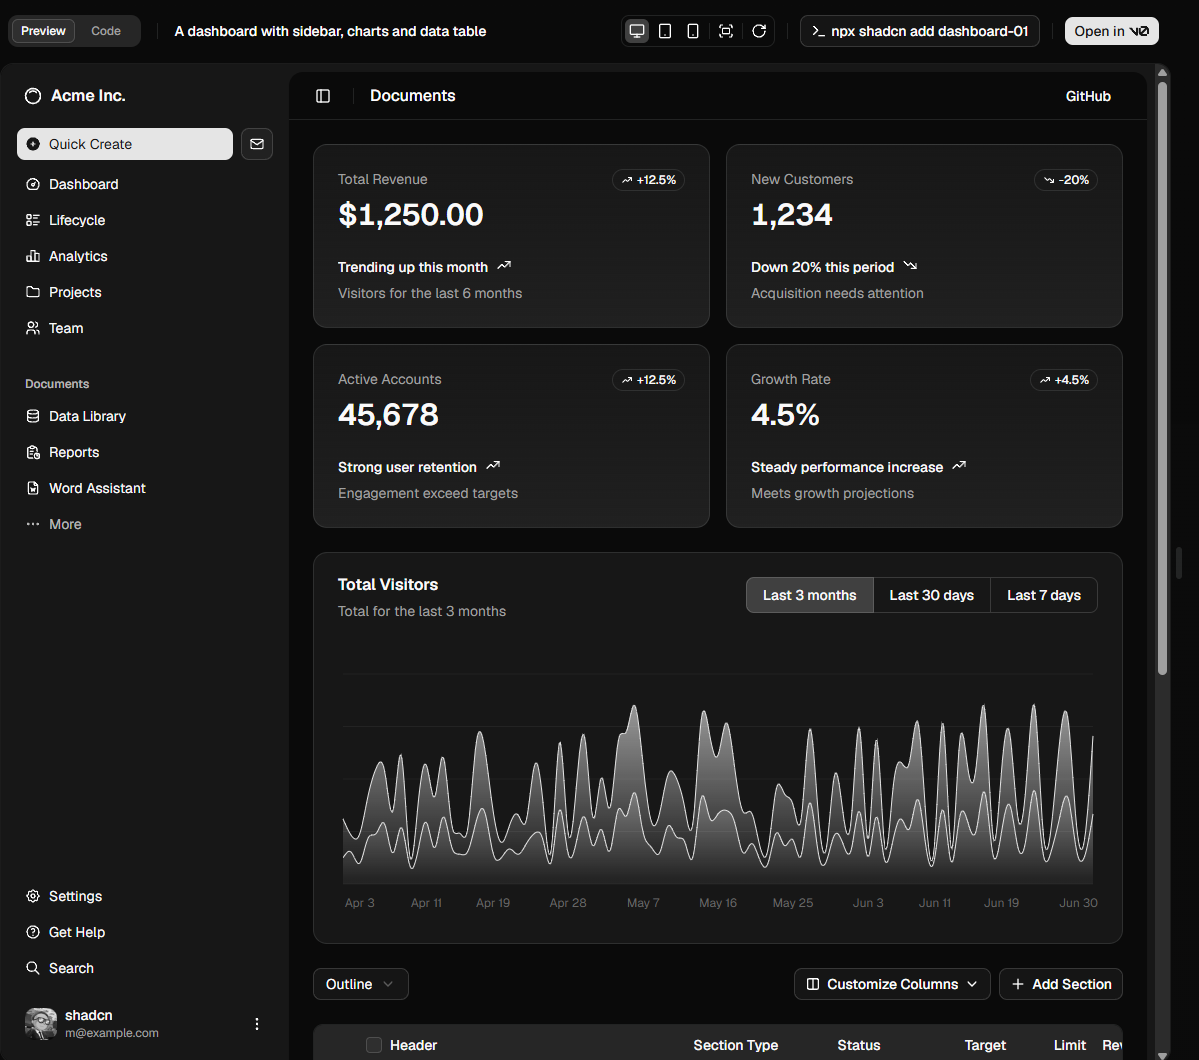 Preview Code A dashboard with sidebar, charts and data table npx shadcn add dashboard-01 Open in v0
Acme Inc.
Quick Create
Dashboard
Lifecycle
Analytics
Projects
Team
Documents
Data Library
Reports
Word Assistant
More
Settings
Get Help
Search
shadcn
m@example.com
Documents GitHub
Total Revenue +12.5%
$1,250.00
Trending up this month
Visitors for the last 6 months
New Customers -20%
1,234
Down 20% this period
Acquisition needs attention
Active Accounts +12.5%
45,678
Strong user retention
Engagement exceed targets
Growth Rate +4.5%
4.5%
Steady performance increase
Meets growth projections
Total Visitors
Total for the last 3 months
Last 3 months Last 30 days Last 7 days
Apr 3 Apr 11 Apr 19 Apr 28 May 7 May 16 May 25 Jun 3 Jun 11 Jun 19 Jun 30
Outline Customize Columns Add Section
Header Section Type Status Target Limit